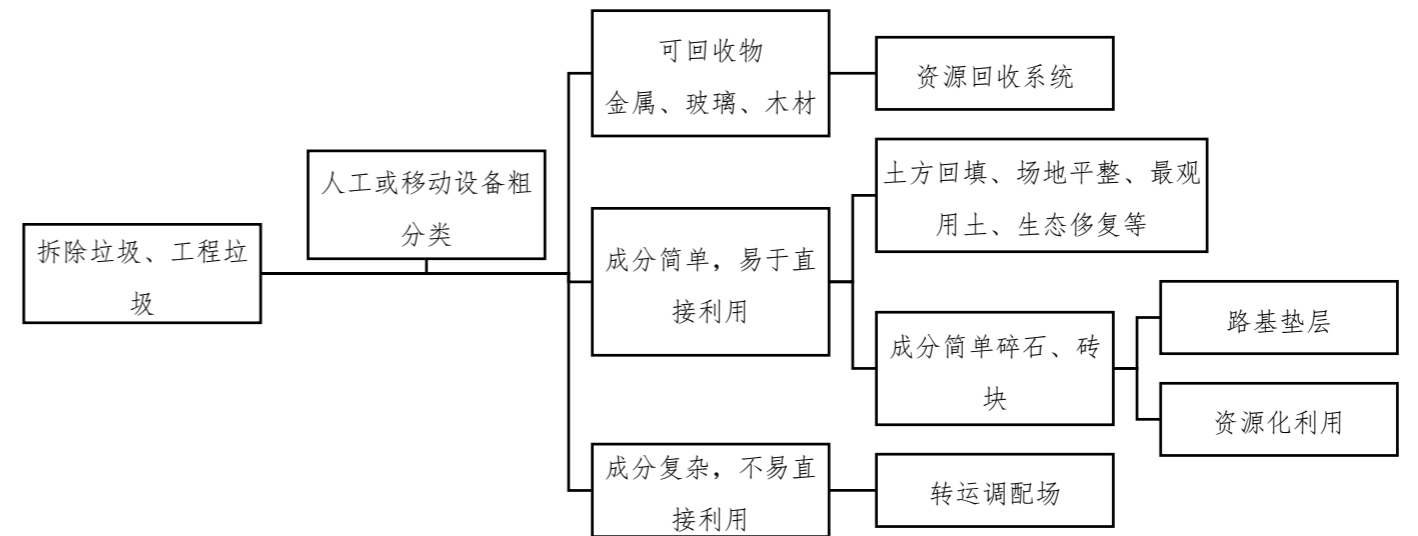 可回收物
金属、玻璃、木材
资源回收系统
人工或移动设备粗
分类
拆除垃圾、工程垃
圾
成分简单，易于直
接利用
土方回填、场地平整、最观
用土、生态侈复等
成分简单碎石、砖
块
路基垫层
资源化利用
成分复杂，不易直
接利用
转运调配场